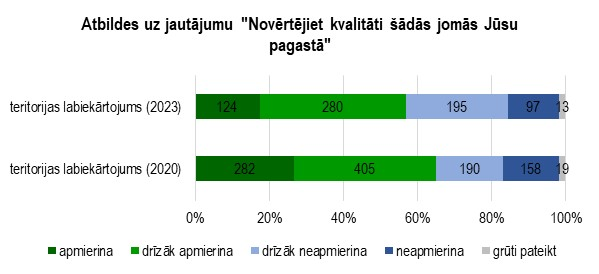 Atbildes uz jautājumu "Novērtējiet kvalitāti šādās jomās Jūsu
pagastā"
teritorijas labiekārtojums (2023)
124 280 195 97 13
teritorijas labiekārtojums (2020)
282 405 190 158 19
0% 20% 40% 60% 80% 100%
apmierina drīzāk apmierina drīzāk neapmierina neapmierina grūti pateikt